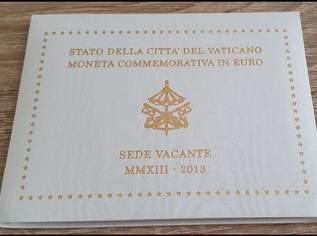 STATO DELLA CITTA' DEL VATICANO
MONETA COMMEMORATIVA IN EURO
SEDE VACANTE
MMXIII - 2013